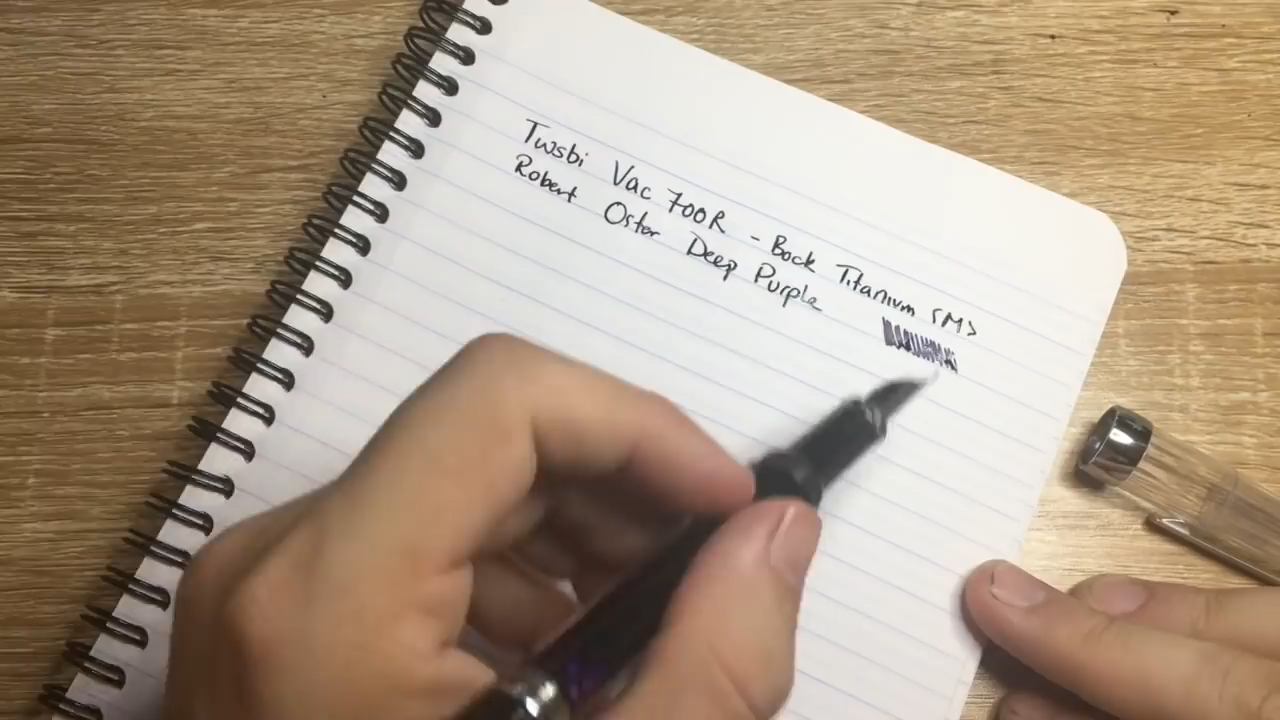 Twsbi Vac 700R - Bock Titanium <M>
Robert Oster Deep Purple